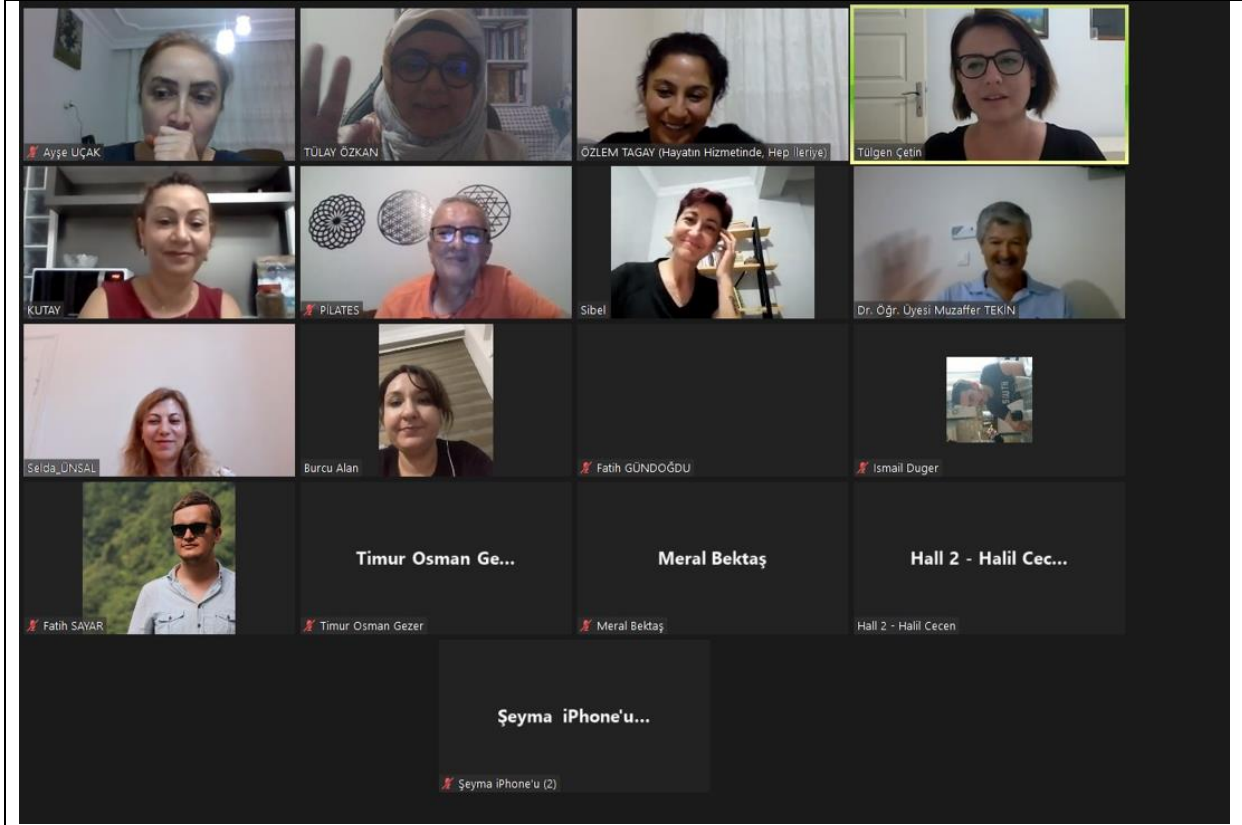 Ayşe UÇAK
TÜLAY ÖZKAN
ÖZLEM TAGAY (Hayatın Hizmetinde, Hep İleriye)
Tülgen Çetin
KUTAY
PİLATES
Sibel
Dr. Öğr. Üyesi Muzaffer TEKİN
Selda_ÜNSAL
Burcu Alan
Fatih GÜNDOĞDU
Ismail Duger
Fatih SAYAR
Timur Osman Ge...
Timur Osman Gezer
Meral Bektaş
Meral Bektaş
Hall 2 - Halil Cec...
Hall 2 - Halil Cecen
Şeyma iPhone'u...
Şeyma iPhone'u (2)